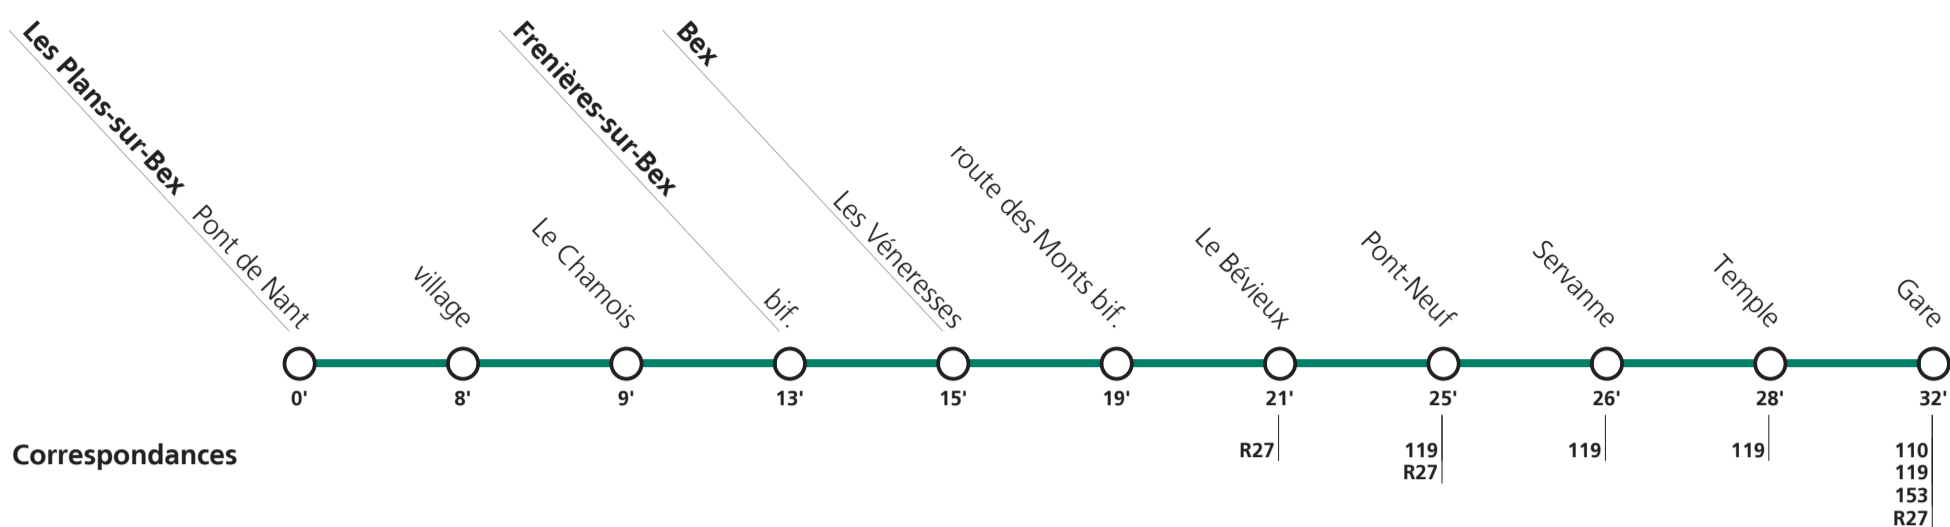 Les Plans-sur-Bex
Pont de Nant
village
Le Chamois
Frenières-sur-Bex
bif.
Bex
Les Véneresses
route des Monts bif.
Le Bévieux
Pont-Neuf
Servanne
Temple
Gare
0' 8' 9' 13' 15' 19' 21' 25' 26' 28' 32'
Correspondances
R27 119 119 119 110
R27 119
153
R27